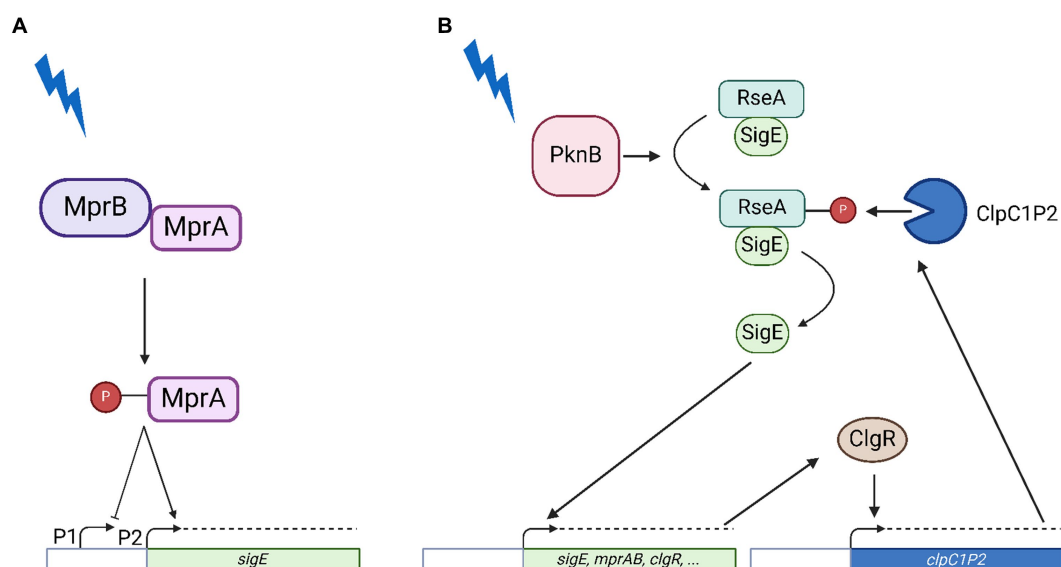 A
MprB
MprA
P
MprA
P1
P2
sigE
B
PknB
RseA
SigE
RseA
P
SigE
ClpC1P2
SigE
ClgR
sigE, mprAB, clgR, ...
clpC1P2